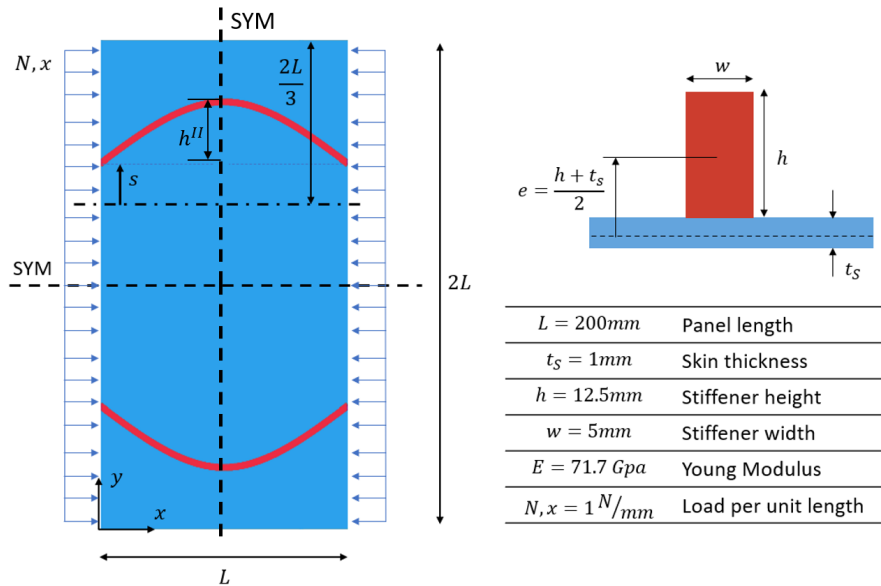 SYM
N, x
2L/3
h^II
s
SYM
2L
y
x
L
w
h
e = (h + t_s)/2
t_S
L = 200mm Panel length
t_S = 1mm Skin thickness
h = 12.5mm Stiffener height
w = 5mm Stiffener width
E = 71.7 Gpa Young Modulus
N, x = 1 N/mm Load per unit length